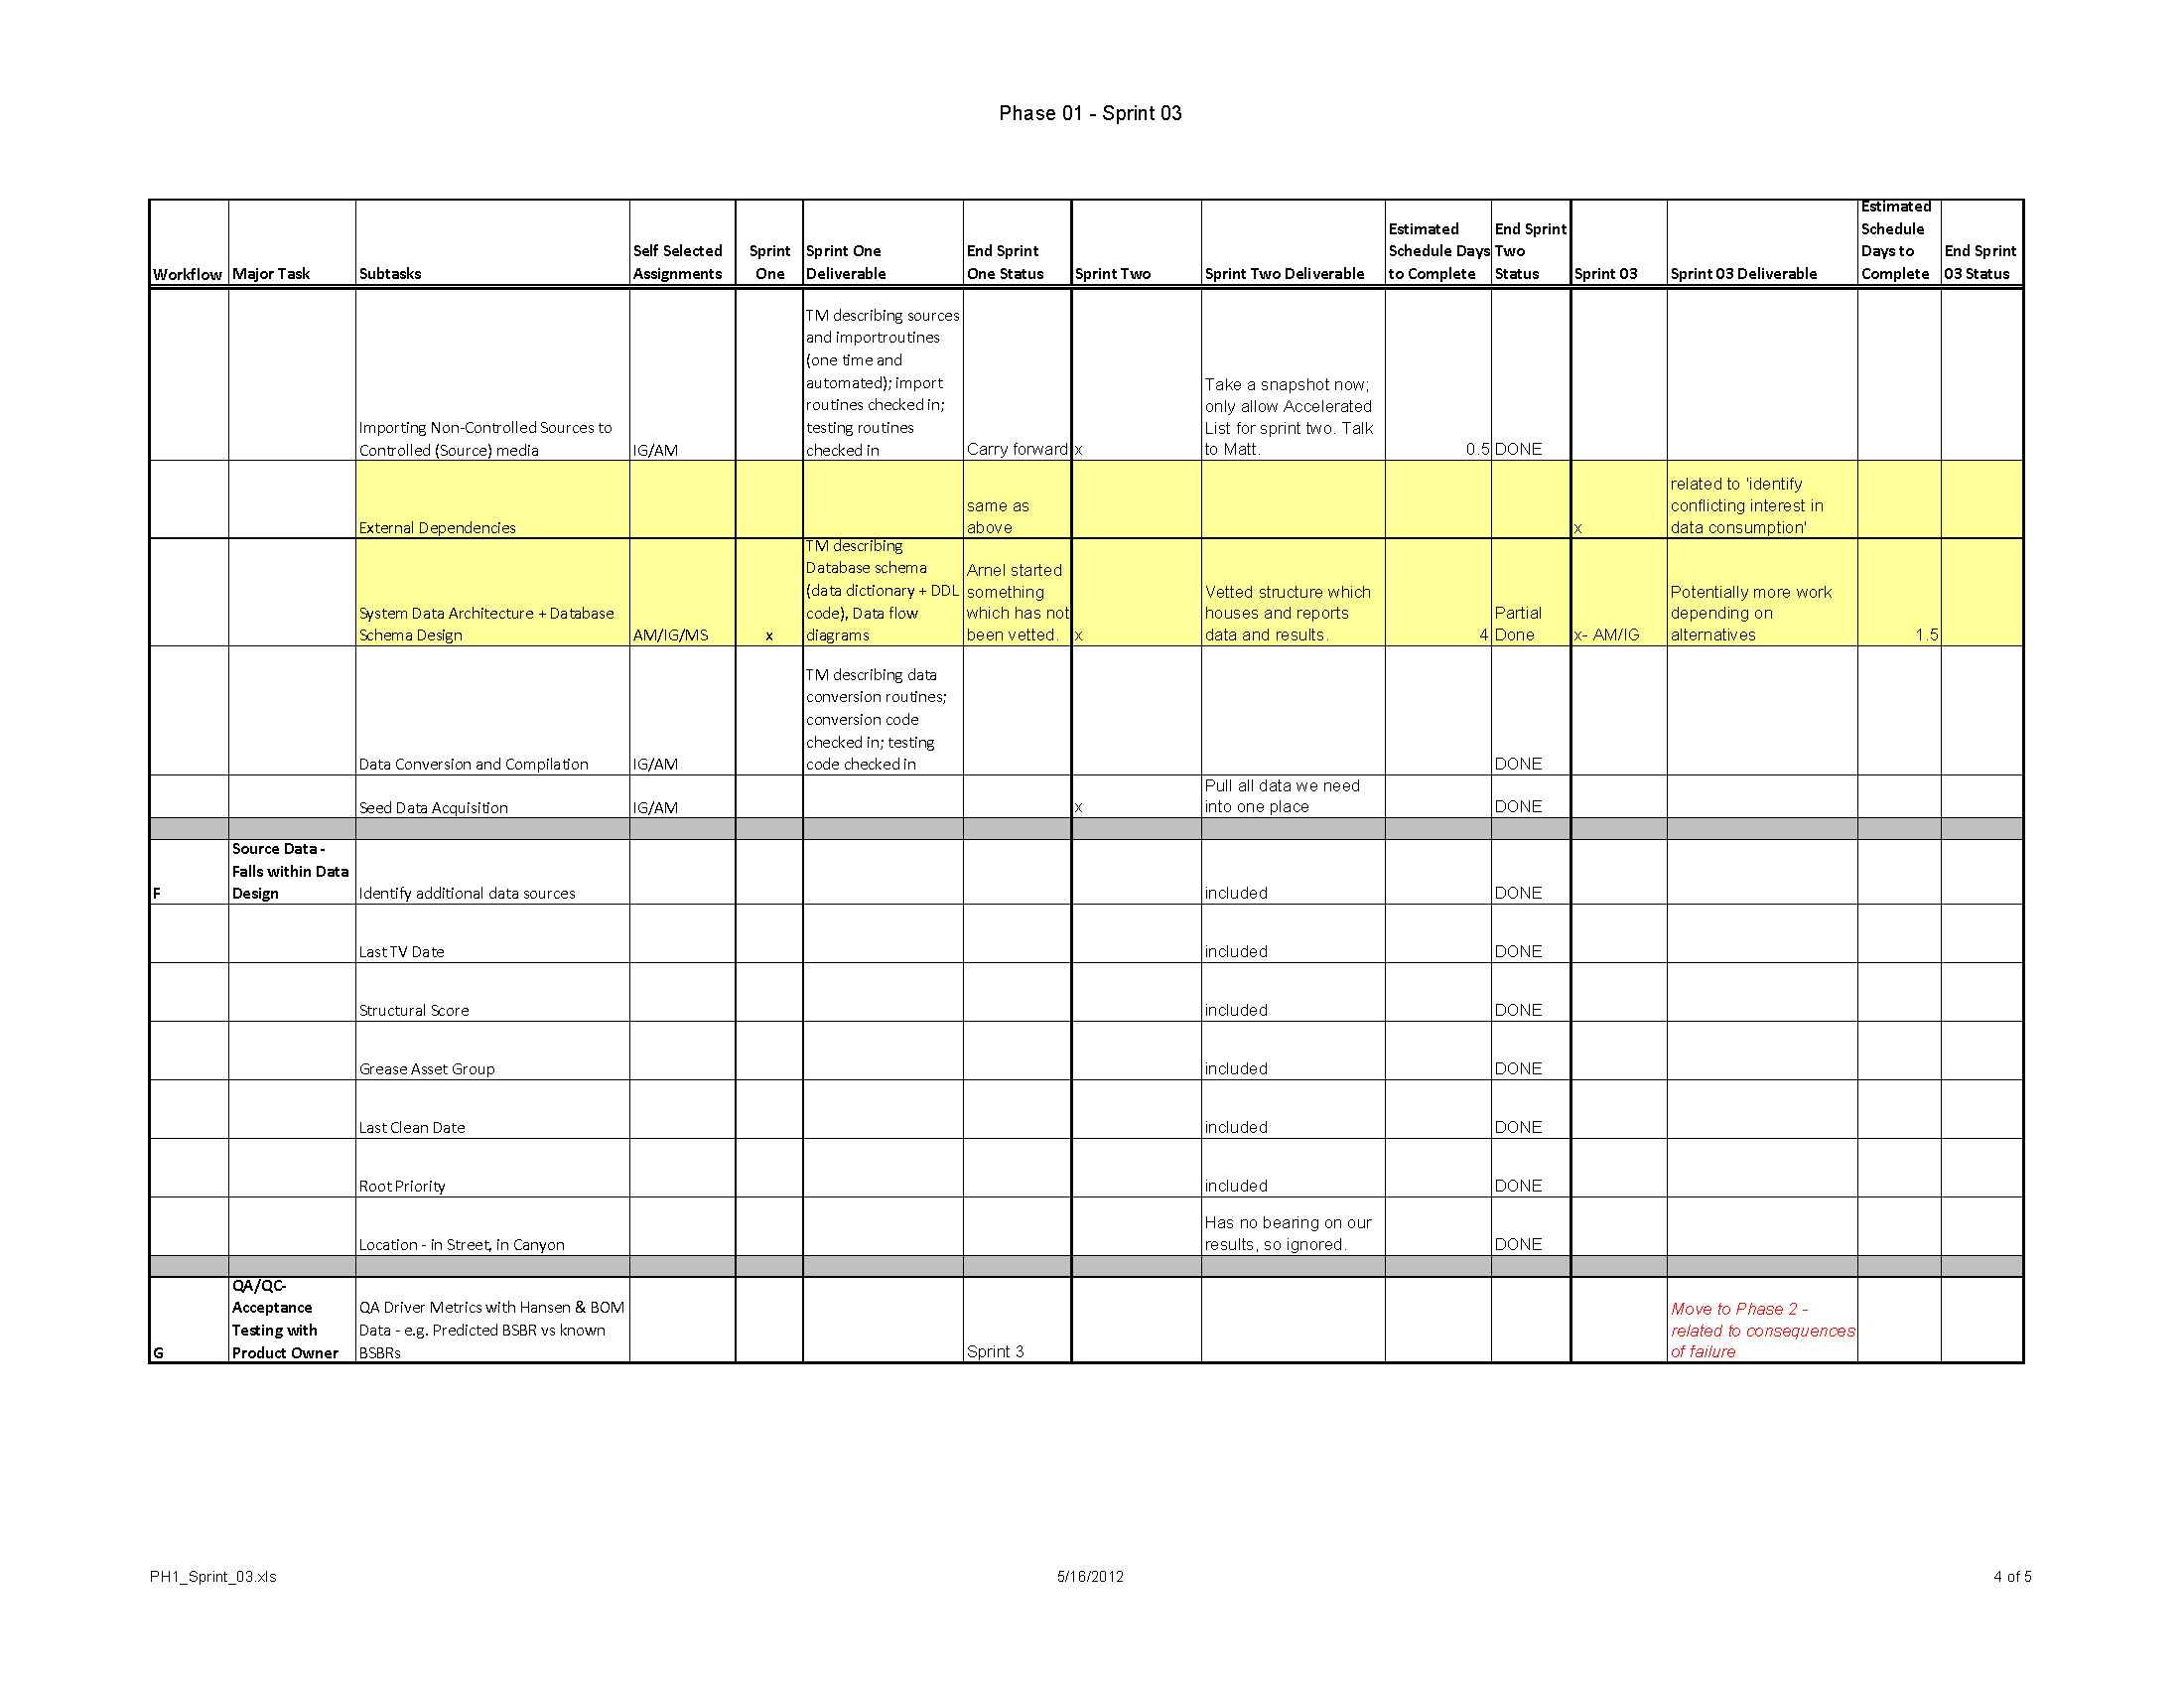 Phase 01 - Sprint 03
Workflow Major Task Subtasks Self Selected Assignments Sprint One Sprint One Deliverable End Sprint One Status Sprint Two Sprint Two Deliverable Estimated Schedule Days to Complete End Sprint Two Status Sprint 03 Sprint 03 Deliverable Estimated Schedule Days to Complete End Sprint 03 Status
Importing Non-Controlled Sources to Controlled (Source) media IG/AM TM describing sources and importroutines (one time and automated); import routines checked in; testing routines checked in Carry forward x Take a snapshot now; only allow Accelerated List for sprint two. Talk to Matt. 0.5 DONE
External Dependencies same as above x related to 'identify conflicting interest in data consumption'
System Data Architecture + Database Schema Design AM/IG/MS x TM describing Database schema (data dictionary + DDL code), Data flow diagrams Arnel started something which has not been vetted. x Vetted structure which houses and reports data and results. 4 Partial Done x- AM/IG Potentially more work depending on alternatives 1.5
Data Conversion and Compilation IG/AM TM describing data conversion routines; conversion code checked in; testing code checked in DONE
Seed Data Acquisition IG/AM x Pull all data we need into one place DONE
F Source Data - Falls within Data Design Identify additional data sources included DONE
Last TV Date included DONE
Structural Score included DONE
Grease Asset Group included DONE
Last Clean Date included DONE
Root Priority included DONE
Location - in Street, in Canyon Has no bearing on our results, so ignored. DONE
G QA/QC- Acceptance Testing with Product Owner QA Driver Metrics with Hansen & BOM Data - e.g. Predicted BSBR vs known BSBRs Sprint 3 Move to Phase 2 - related to consequences of failure
PH1_Sprint_03.xls 5/16/2012 4 of 5